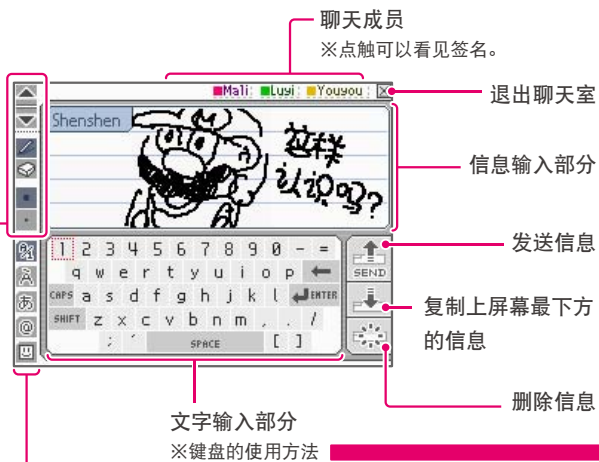 聊天成员
※点触可以看见签名。
Mali Lugi Yougou
退出聊天室
Shenshen
这样
认识吗?
信息输入部分
1 2 3 4 5 6 7 8 9 0 - =
q w e r t y u i o p
CAPS a s d f g h j k l ENTER
SHIFT z x c v b n m , . /
; ´ SPACE [ ]
SEND
发送信息
复制上屏幕最下方
的信息
删除信息
あ
@
文字输入部分
※键盘的使用方法